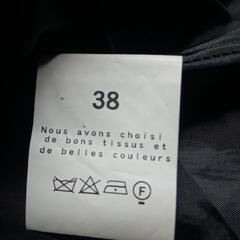 38
Nous avons choisi
de bons tissus et
de belles couleurs
F